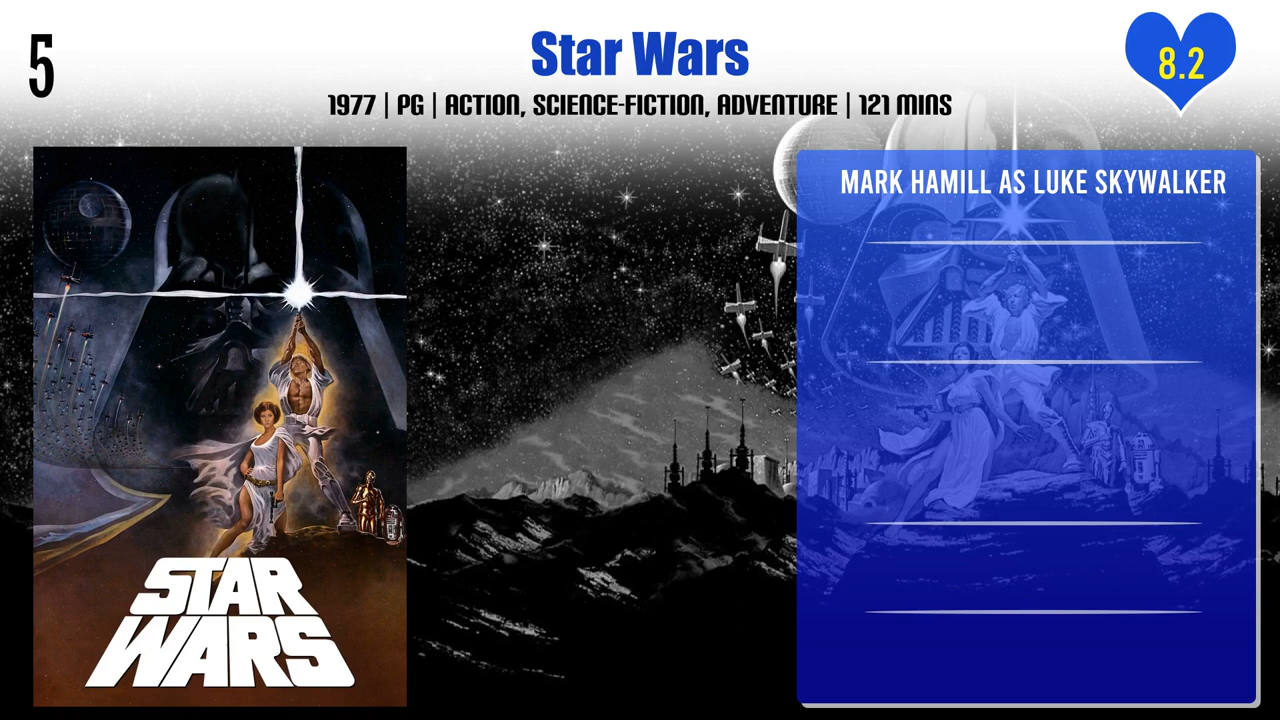 5
Star Wars
8.2
1977 | PG | ACTION, SCIENCE-FICTION, ADVENTURE | 121 MINS
MARK HAMILL AS LUKE SKYWALKER
STAR
WARS